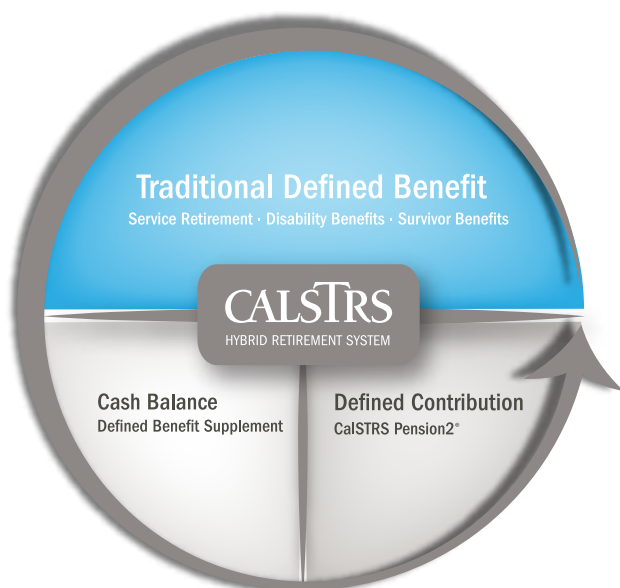 Traditional Defined Benefit
Service Retirement · Disability Benefits · Survivor Benefits
CALSTRS
HYBRID RETIREMENT SYSTEM
Cash Balance
Defined Benefit Supplement
Defined Contribution
CalSTRS Pension2®